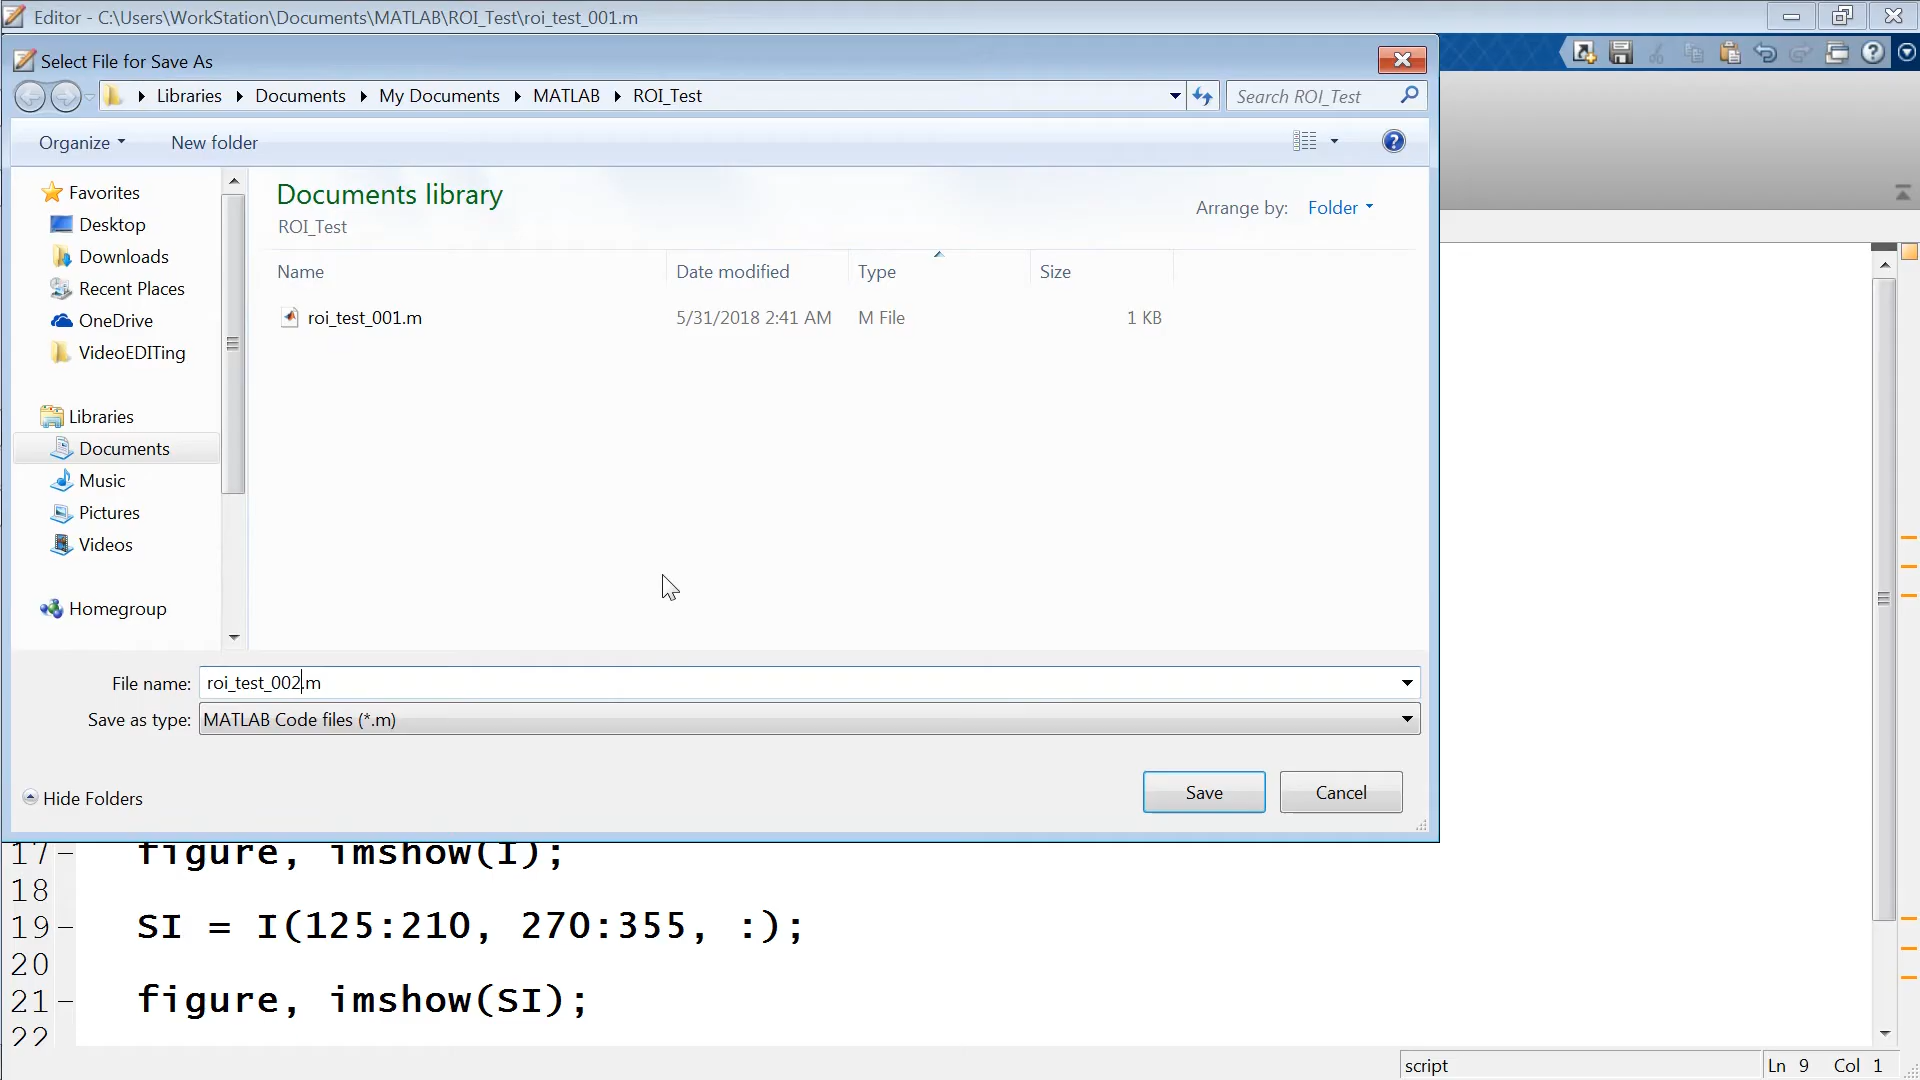 Editor - C:\Users\WorkStation\Documents\MATLAB\ROI_Test\roi_test_001.m
Select File for Save As
Libraries Documents My Documents MATLAB ROI_Test Search ROI_Test
Organize New folder
Favorites
Desktop
Downloads
Recent Places
OneDrive
VideoEDITing
Libraries
Documents
Music
Pictures
Videos
Homegroup
Documents library
ROI_Test
Arrange by: Folder
Name Date modified Type Size
roi_test_001.m 5/31/2018 2:41 AM M File 1 KB
File name: roi_test_002.m
Save as type: MATLAB Code files (*.m)
Hide Folders
Save Cancel
17 figure, imshow(I);
18
19 SI = I(125:210, 270:355, :);
20
21 figure, imshow(SI);
22
script Ln 9 Col 1